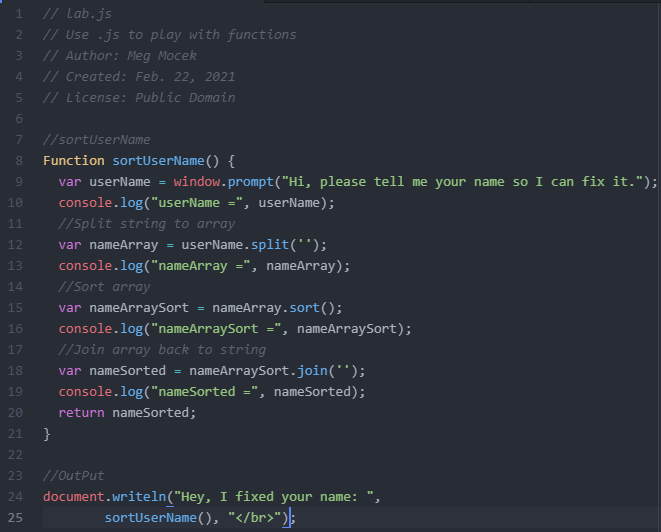 1 // lab.js
2 // Use .js to play with functions
3 // Author: Meg Mocek
4 // Created: Feb. 22, 2021
5 // License: Public Domain
6
7 //sortUserName
8 Function sortUserName() {
9   var userName = window.prompt("Hi, please tell me your name so I can fix it.");
10   console.log("userName =", userName);
11   //Split string to array
12   var nameArray = userName.split('');
13   console.log("nameArray =", nameArray);
14   //Sort array
15   var nameArraySort = nameArray.sort();
16   console.log("nameArraySort =", nameArraySort);
17   //Join array back to string
18   var nameSorted = nameArraySort.join('');
19   console.log("nameSorted =", nameSorted);
20   return nameSorted;
21 }
22
23 //OutPut
24 document.writeln("Hey, I fixed your name: ",
25         sortUserName(), "</br>");